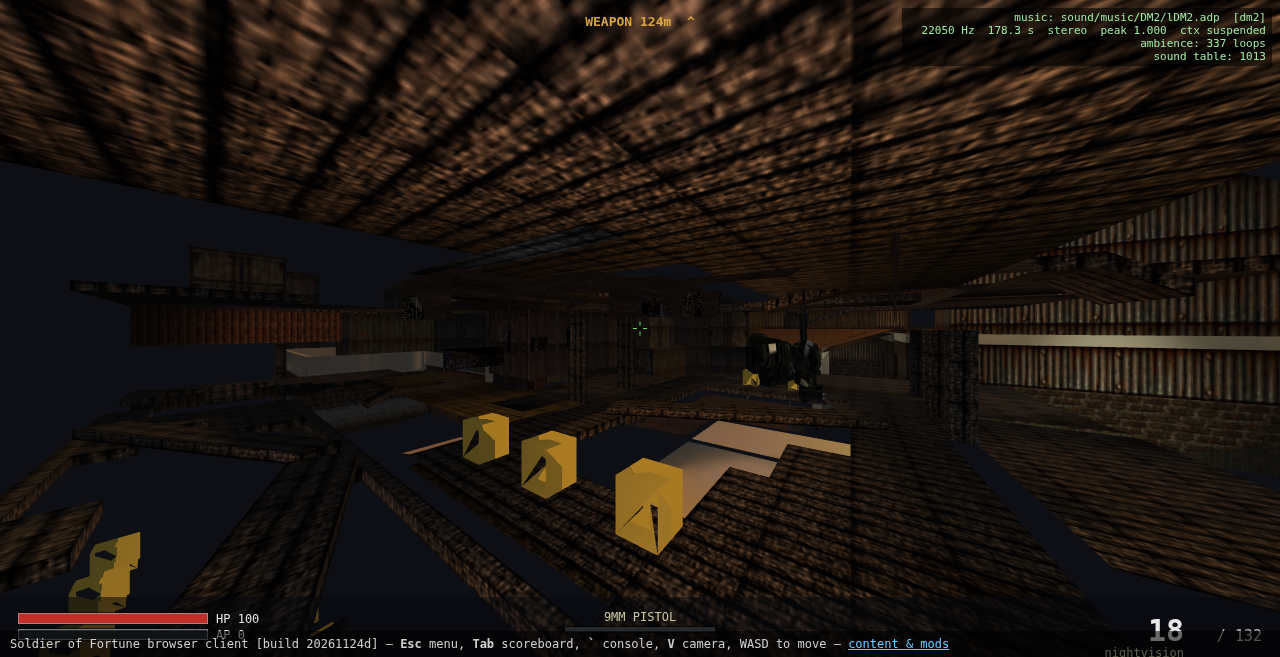 WEAPON 124m ^
music: sound/music/DM2/lDM2.adp [dm2]
22050 Hz 178.3 s stereo peak 1.000 ctx suspended
ambience: 337 loops
sound table: 1013
HP 100
AP 0
9MM PISTOL
18 / 132
nightvision
Soldier of Fortune browser client [build 20261124d] — Esc menu, Tab scoreboard, ` console, V camera, WASD to move — content & mods